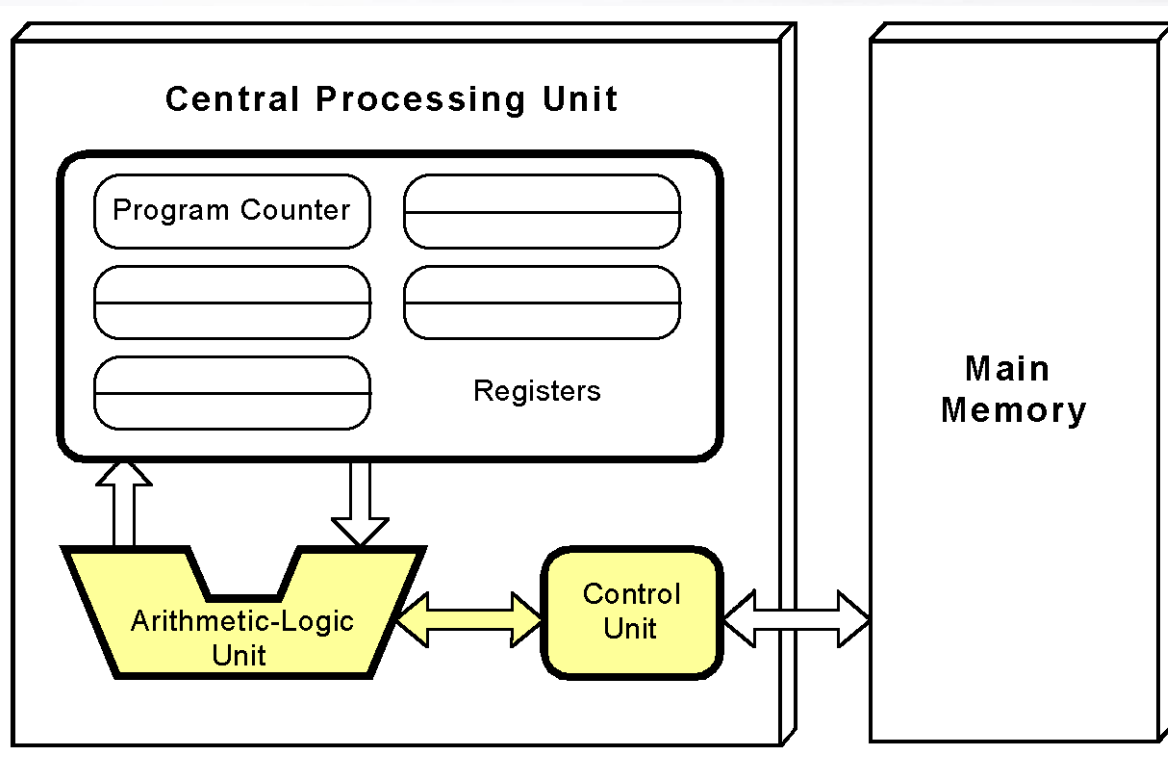 Central Processing Unit
Program Counter
Registers
Arithmetic-Logic
Unit
Control
Unit
Main
Memory